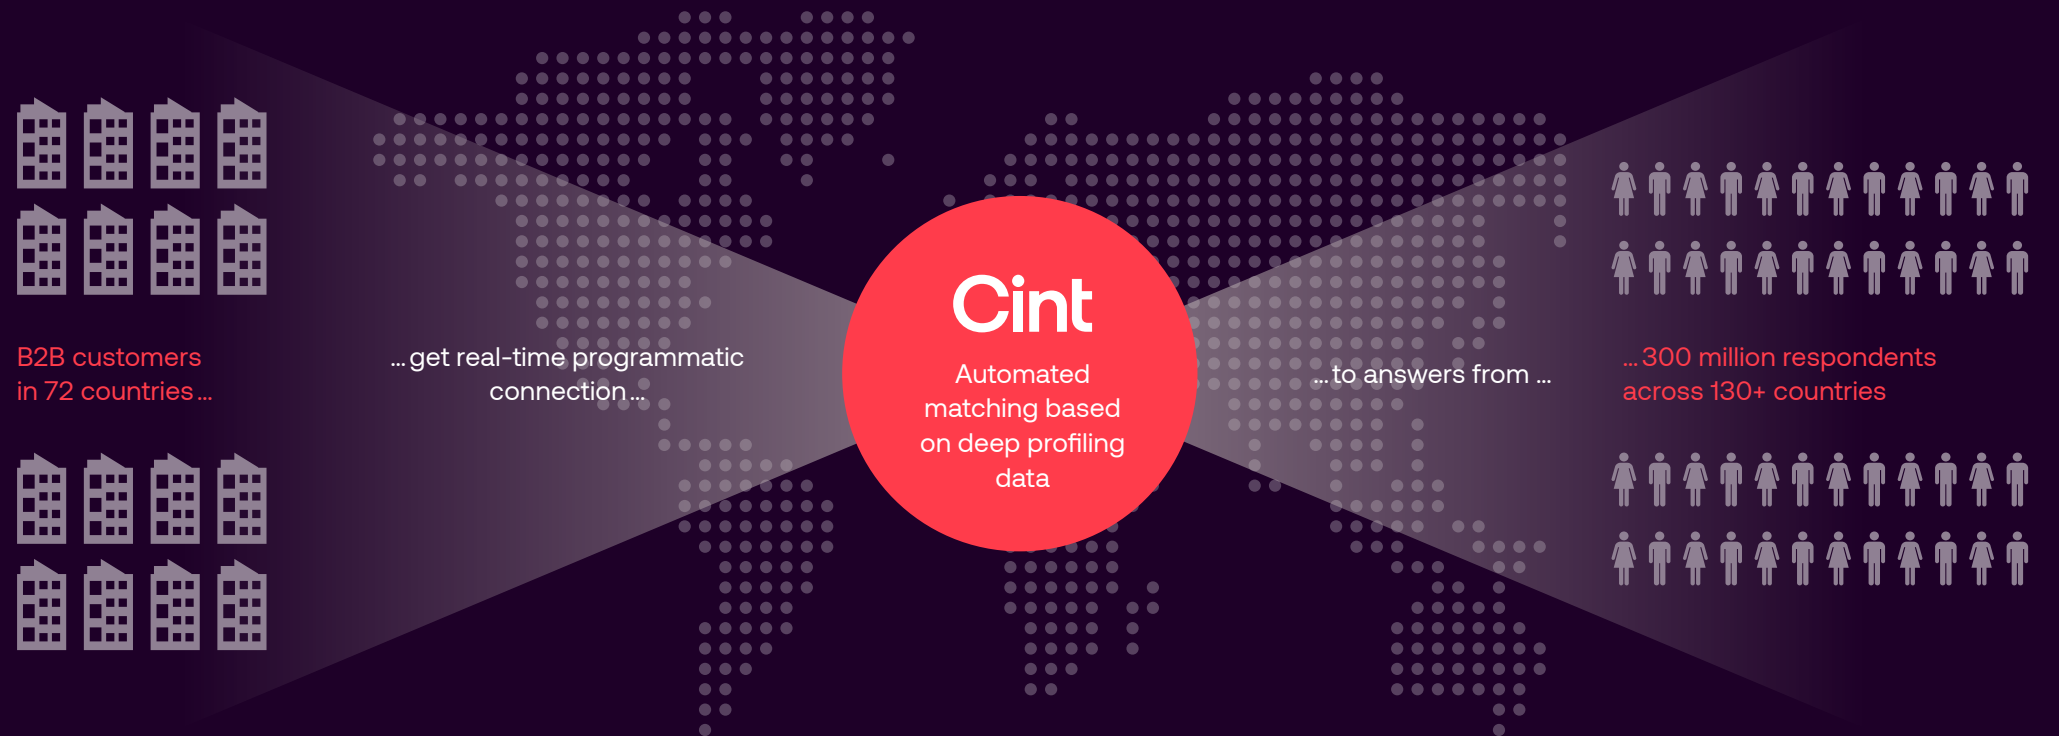 B2B customers
in 72 countries...
...get real-time programmatic
connection...
Cint
Automated
matching based
on deep profiling
data
...to answers from ...
...300 million respondents
across 130+ countries